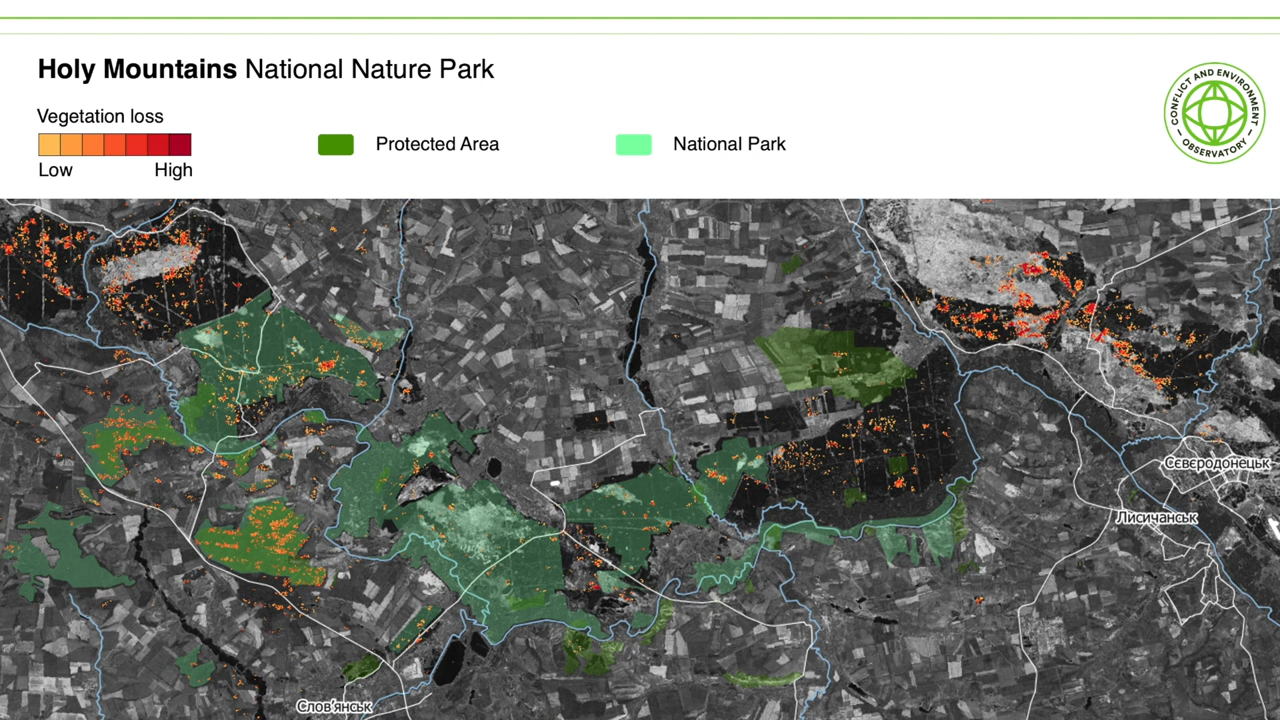 Holy Mountains National Nature Park
Vegetation loss
Low High
Protected Area
National Park
CONFLICT AND ENVIRONMENT
OBSERVATORY
Сєвєродонецьк
Лисичанськ
Слов'янськ